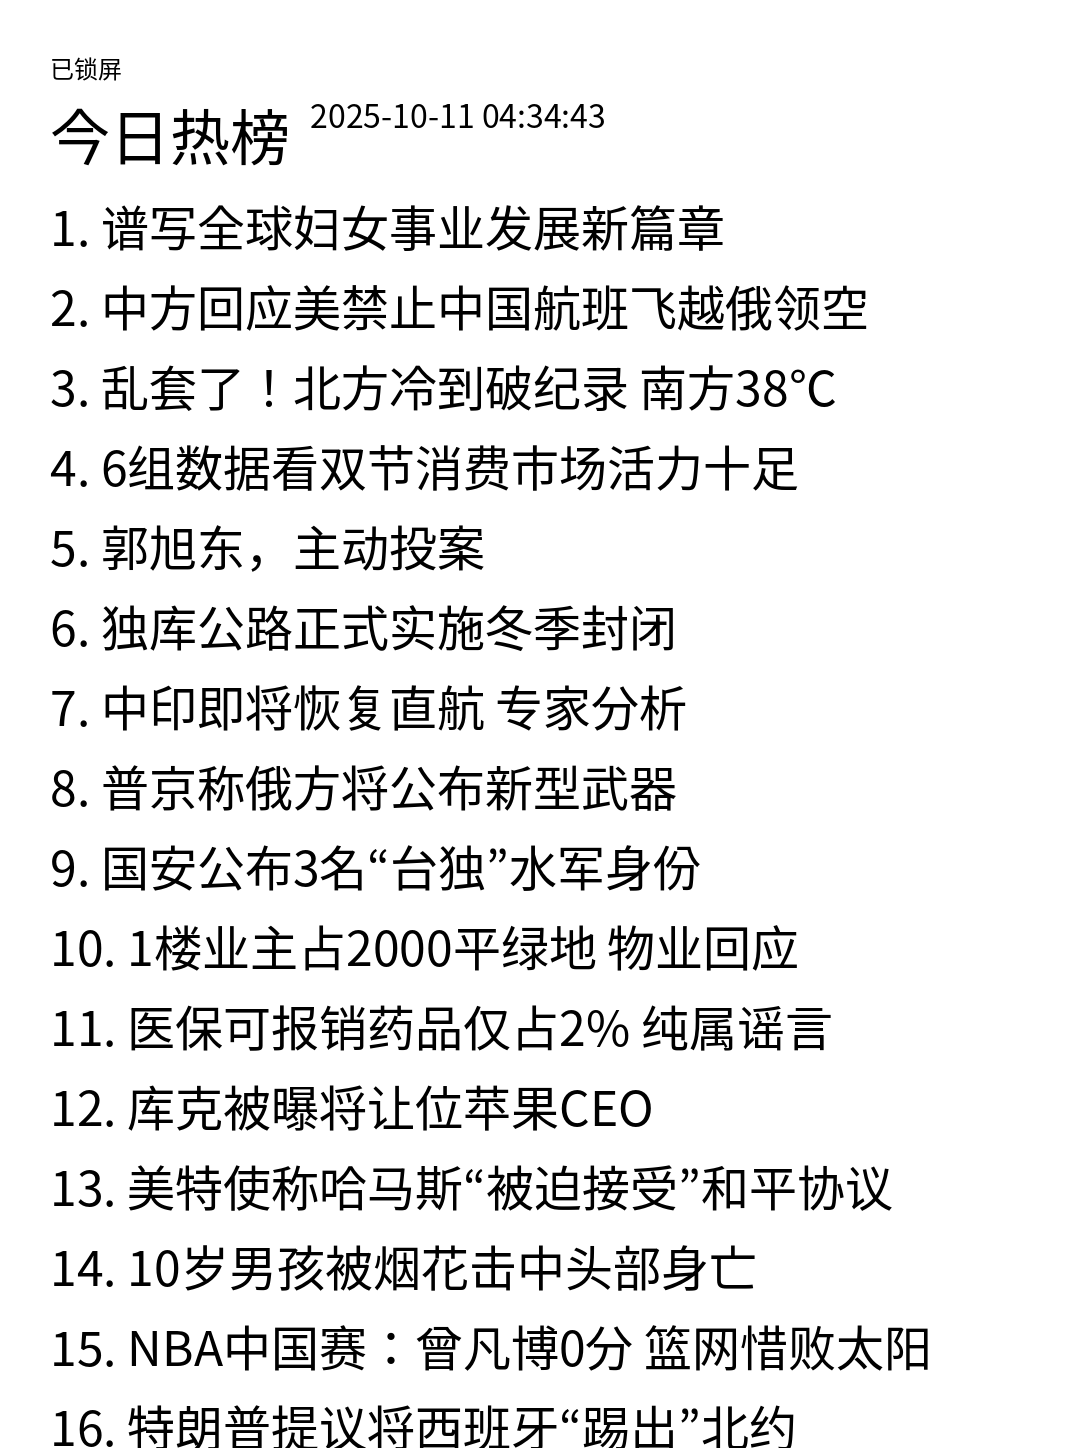 已锁屏
今日热榜 2025-10-11 04:34:43
1. 谱写全球妇女事业发展新篇章
2. 中方回应美禁止中国航班飞越俄领空
3. 乱套了！北方冷到破纪录 南方38℃
4. 6组数据看双节消费市场活力十足
5. 郭旭东，主动投案
6. 独库公路正式实施冬季封闭
7. 中印即将恢复直航 专家分析
8. 普京称俄方将公布新型武器
9. 国安公布3名“台独”水军身份
10. 1楼业主占2000平绿地 物业回应
11. 医保可报销药品仅占2% 纯属谣言
12. 库克被曝将让位苹果CEO
13. 美特使称哈马斯“被迫接受”和平协议
14. 10岁男孩被烟花击中头部身亡
15. NBA中国赛：曾凡博0分 篮网惜败太阳
16. 特朗普提议将西班牙“踢出”北约